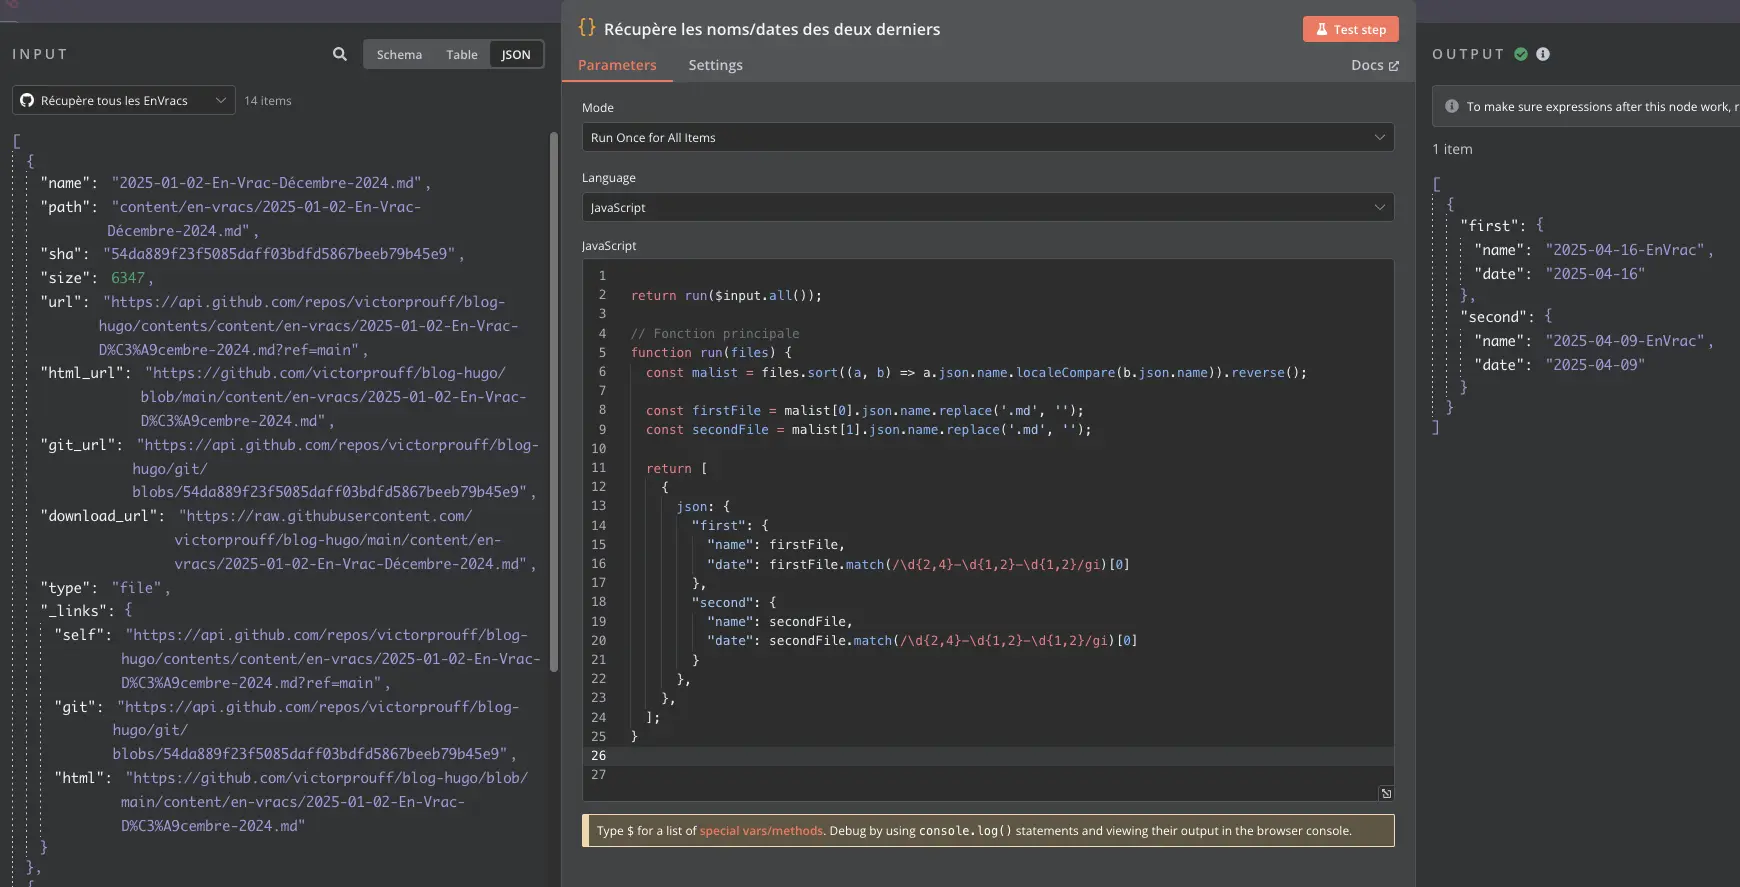 INPUT
Schema
Table
JSON
Récupère tous les EnVracs
14 items
[
{
"name": "2025-01-02-En-Vrac-Décembre-2024.md",
"path": "content/en-vracs/2025-01-02-En-Vrac-
Décembre-2024.md",
"sha": "54da889f23f5085daff03bdfd5867beeb79b45e9",
"size": 6347,
"url": "https://api.github.com/repos/victorprouff/blog-
hugo/contents/content/en-vracs/2025-01-02-En-Vrac-
D%C3%A9cembre-2024.md?ref=main",
"html_url": "https://github.com/victorprouff/blog-hugo/
blob/main/content/en-vracs/2025-01-02-En-Vrac-
D%C3%A9cembre-2024.md",
"git_url": "https://api.github.com/repos/victorprouff/blog-
hugo/git/
blobs/54da889f23f5085daff03bdfd5867beeb79b45e9",
"download_url": "https://raw.githubusercontent.com/
victorprouff/blog-hugo/main/content/en-
vracs/2025-01-02-En-Vrac-Décembre-2024.md",
"type": "file",
"_links": {
"self": "https://api.github.com/repos/victorprouff/blog-
hugo/contents/content/en-vracs/2025-01-02-En-Vrac-
D%C3%A9cembre-2024.md?ref=main",
"git": "https://api.github.com/repos/victorprouff/blog-
hugo/git/
blobs/54da889f23f5085daff03bdfd5867beeb79b45e9",
"html": "https://github.com/victorprouff/blog-hugo/blob/
main/content/en-vracs/2025-01-02-En-Vrac-
D%C3%A9cembre-2024.md"
}
},
{} Récupère les noms/dates des deux derniers
Test step
Parameters
Settings
Docs
Mode
Run Once for All Items
Language
JavaScript
JavaScript
1
2 return run($input.all());
3
4 // Fonction principale
5 function run(files) {
6 const malist = files.sort((a, b) => a.json.name.localeCompare(b.json.name)).reverse();
7
8 const firstFile = malist[0].json.name.replace('.md', '');
9 const secondFile = malist[1].json.name.replace('.md', '');
10
11 return [
12 {
13 json: {
14 "first": {
15 "name": firstFile,
16 "date": firstFile.match(/\d{2,4}-\d{1,2}-\d{1,2}/gi)[0]
17 },
18 "second": {
19 "name": secondFile,
20 "date": secondFile.match(/\d{2,4}-\d{1,2}-\d{1,2}/gi)[0]
21 }
22 },
23 },
24 ];
25 }
26
27
Type $ for a list of special vars/methods. Debug by using console.log() statements and viewing their output in the browser console.
OUTPUT
To make sure expressions after this node work, r
1 item
[
{
"first": {
"name": "2025-04-16-EnVrac",
"date": "2025-04-16"
},
"second": {
"name": "2025-04-09-EnVrac",
"date": "2025-04-09"
}
}
]